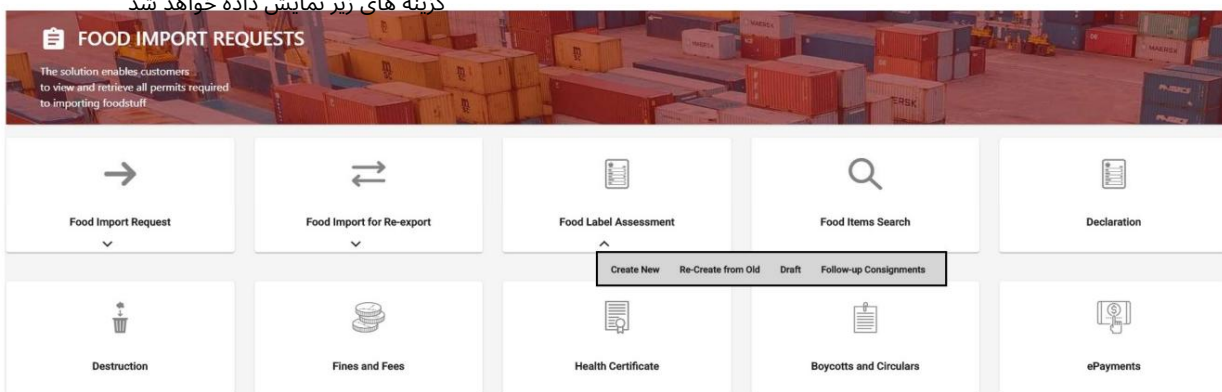 گزینه های زیر نمایش داده خواهد شد
FOOD IMPORT REQUESTS
The solution enables customers
to view and retrieve all permits required
to importing foodstuff
MAERSK
ERSK
Food Import Request
Food Import for Re-export
Food Label Assessment
Food Items Search
Declaration
Create New Re-Create from Old Draft Follow-up Consignments
Destruction
Fines and Fees
Health Certificate
Boycotts and Circulars
ePayments